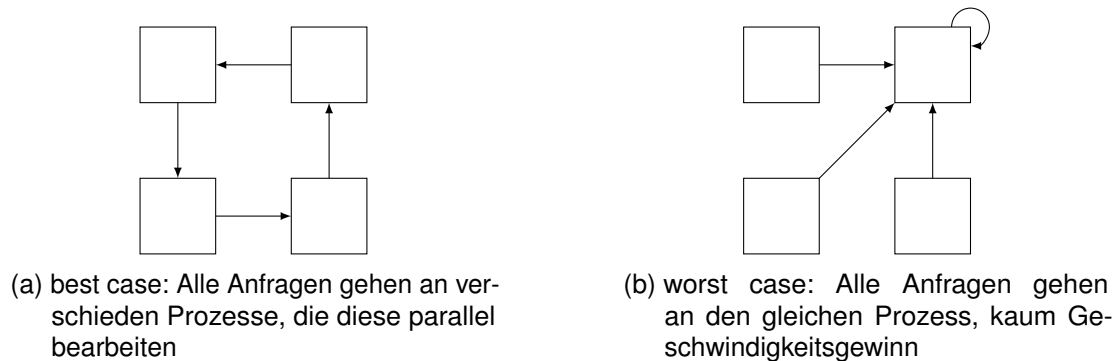 (a) best case: Alle Anfragen gehen an ver-
schieden Prozesse, die diese parallel
bearbeiten
(b) worst case: Alle Anfragen gehen
an den gleichen Prozess, kaum Ge-
schwindigkeitsgewinn